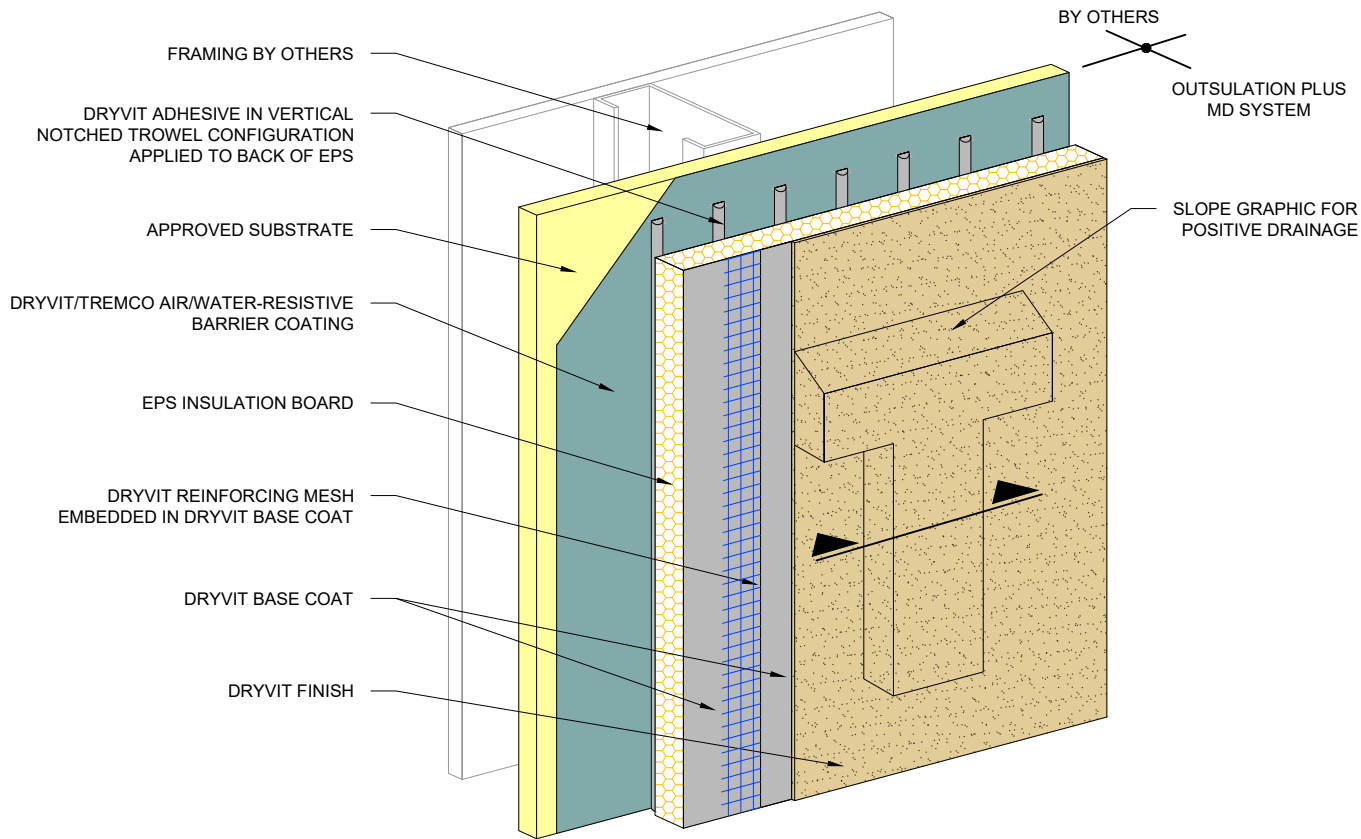 BY OTHERS
OUTSULATION PLUS
MD SYSTEM
FRAMING BY OTHERS
DRYVIT ADHESIVE IN VERTICAL
NOTCHED TROWEL CONFIGURATION
APPLIED TO BACK OF EPS
APPROVED SUBSTRATE
DRYVIT/TREMCO AIR/WATER-RESISTIVE
BARRIER COATING
EPS INSULATION BOARD
DRYVIT REINFORCING MESH
EMBEDDED IN DRYVIT BASE COAT
DRYVIT BASE COAT
DRYVIT FINISH
SLOPE GRAPHIC FOR
POSITIVE DRAINAGE